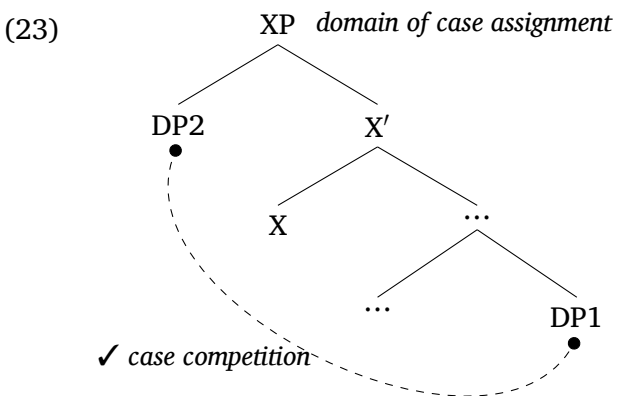 (23) XP domain of case assignment
DP2 X′
X ...
... DP1
✓ case competition